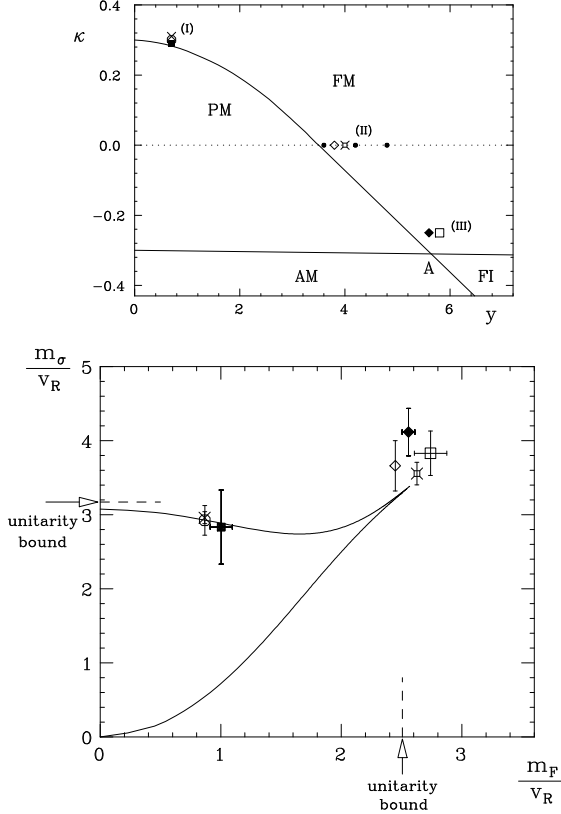 κ
0.4
0.2
0.0
−0.2
−0.4
(I)
FM
PM
(II)
(III)
AM
A
FI
0
2
4
6
y
m_σ
v_R
5
4
3
2
1
0
unitarity
bound
0
1
2
3
unitarity
bound
m_F
v_R